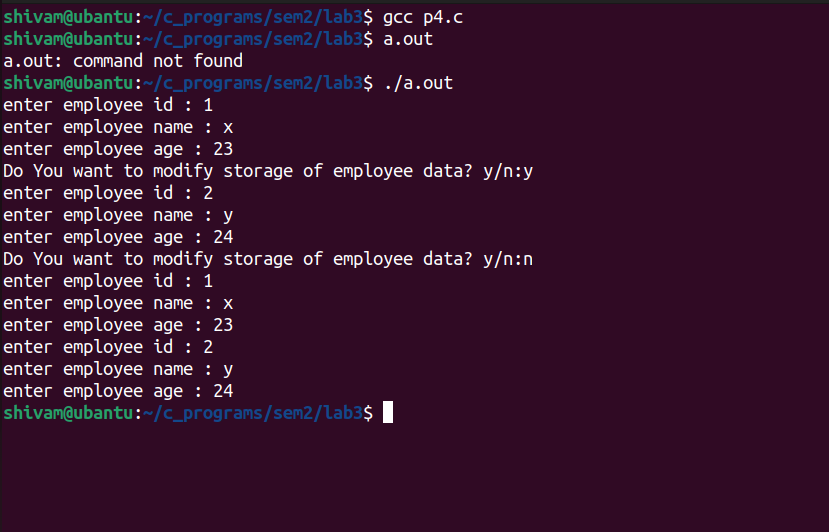 shivam@ubantu:~/c_programs/sem2/lab3$ gcc p4.c
shivam@ubantu:~/c_programs/sem2/lab3$ a.out
a.out: command not found
shivam@ubantu:~/c_programs/sem2/lab3$ ./a.out
enter employee id : 1
enter employee name : x
enter employee age : 23
Do You want to modify storage of employee data? y/n:y
enter employee id : 2
enter employee name : y
enter employee age : 24
Do You want to modify storage of employee data? y/n:n
enter employee id : 1
enter employee name : x
enter employee age : 23
enter employee id : 2
enter employee name : y
enter employee age : 24
shivam@ubantu:~/c_programs/sem2/lab3$